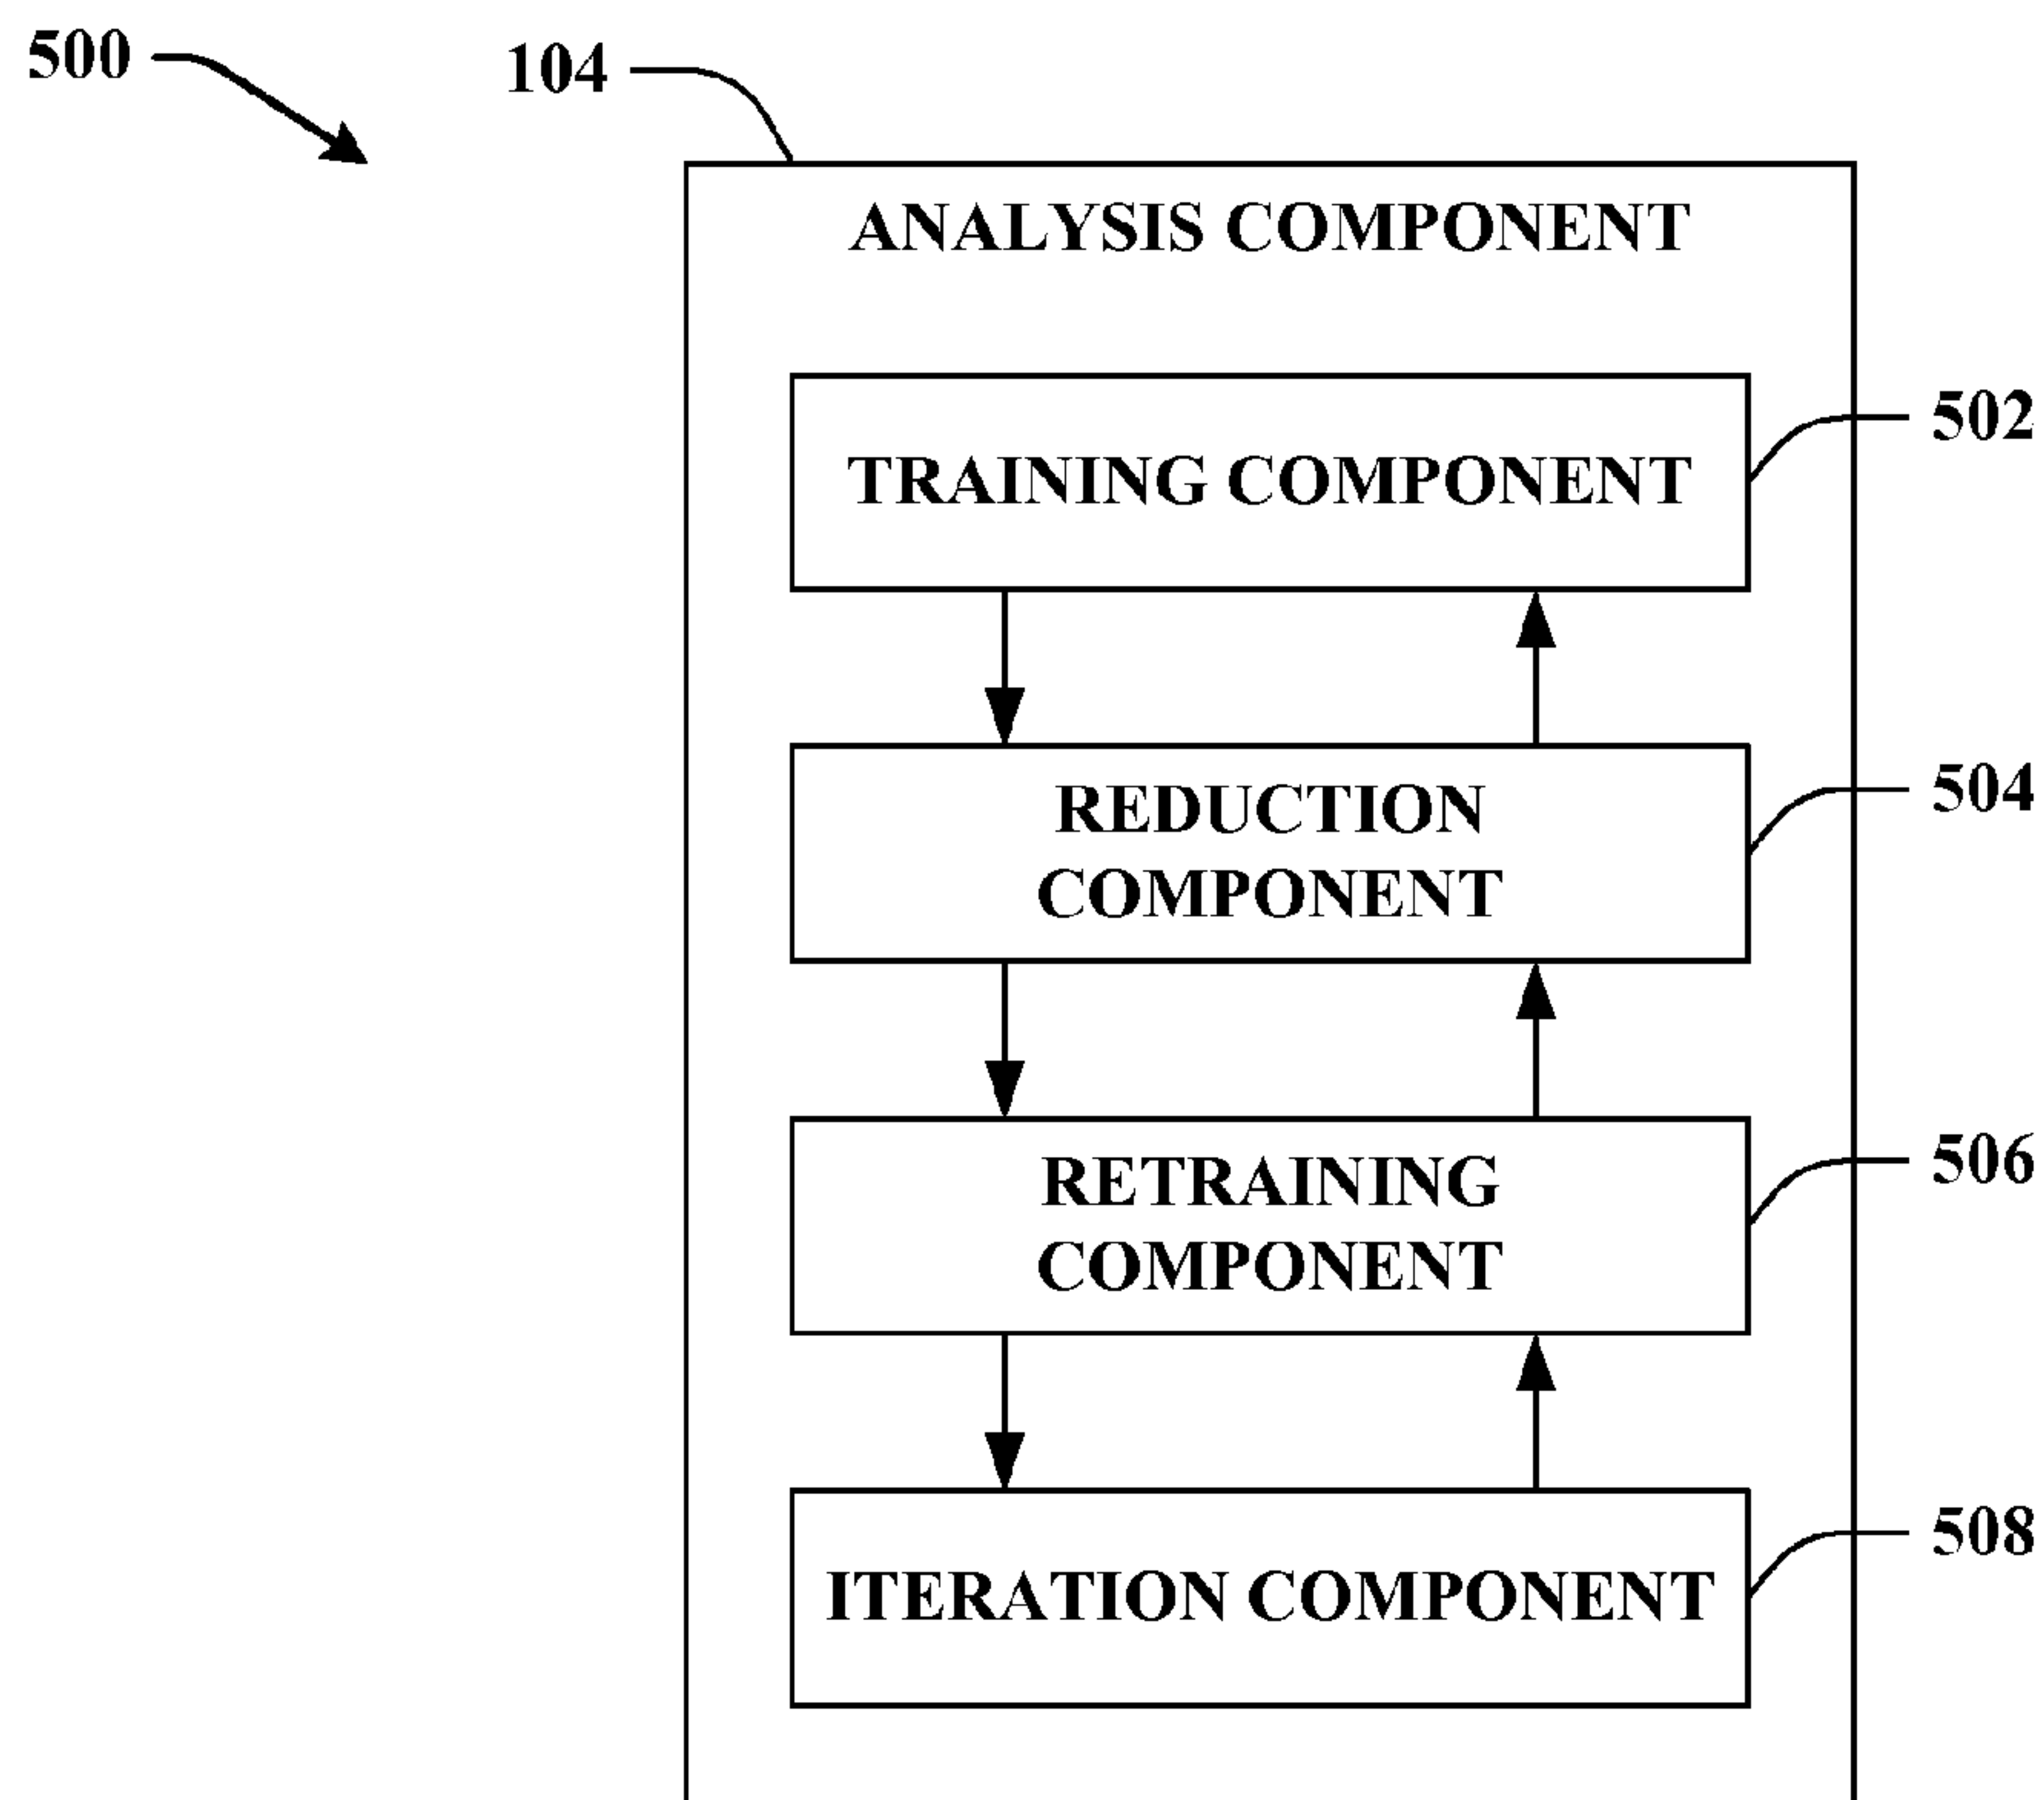 500
104
ANALYSIS COMPONENT
502
TRAINING COMPONENT
504
REDUCTION
COMPONENT
506
RETRAINING
COMPONENT
508
ITERATION COMPONENT